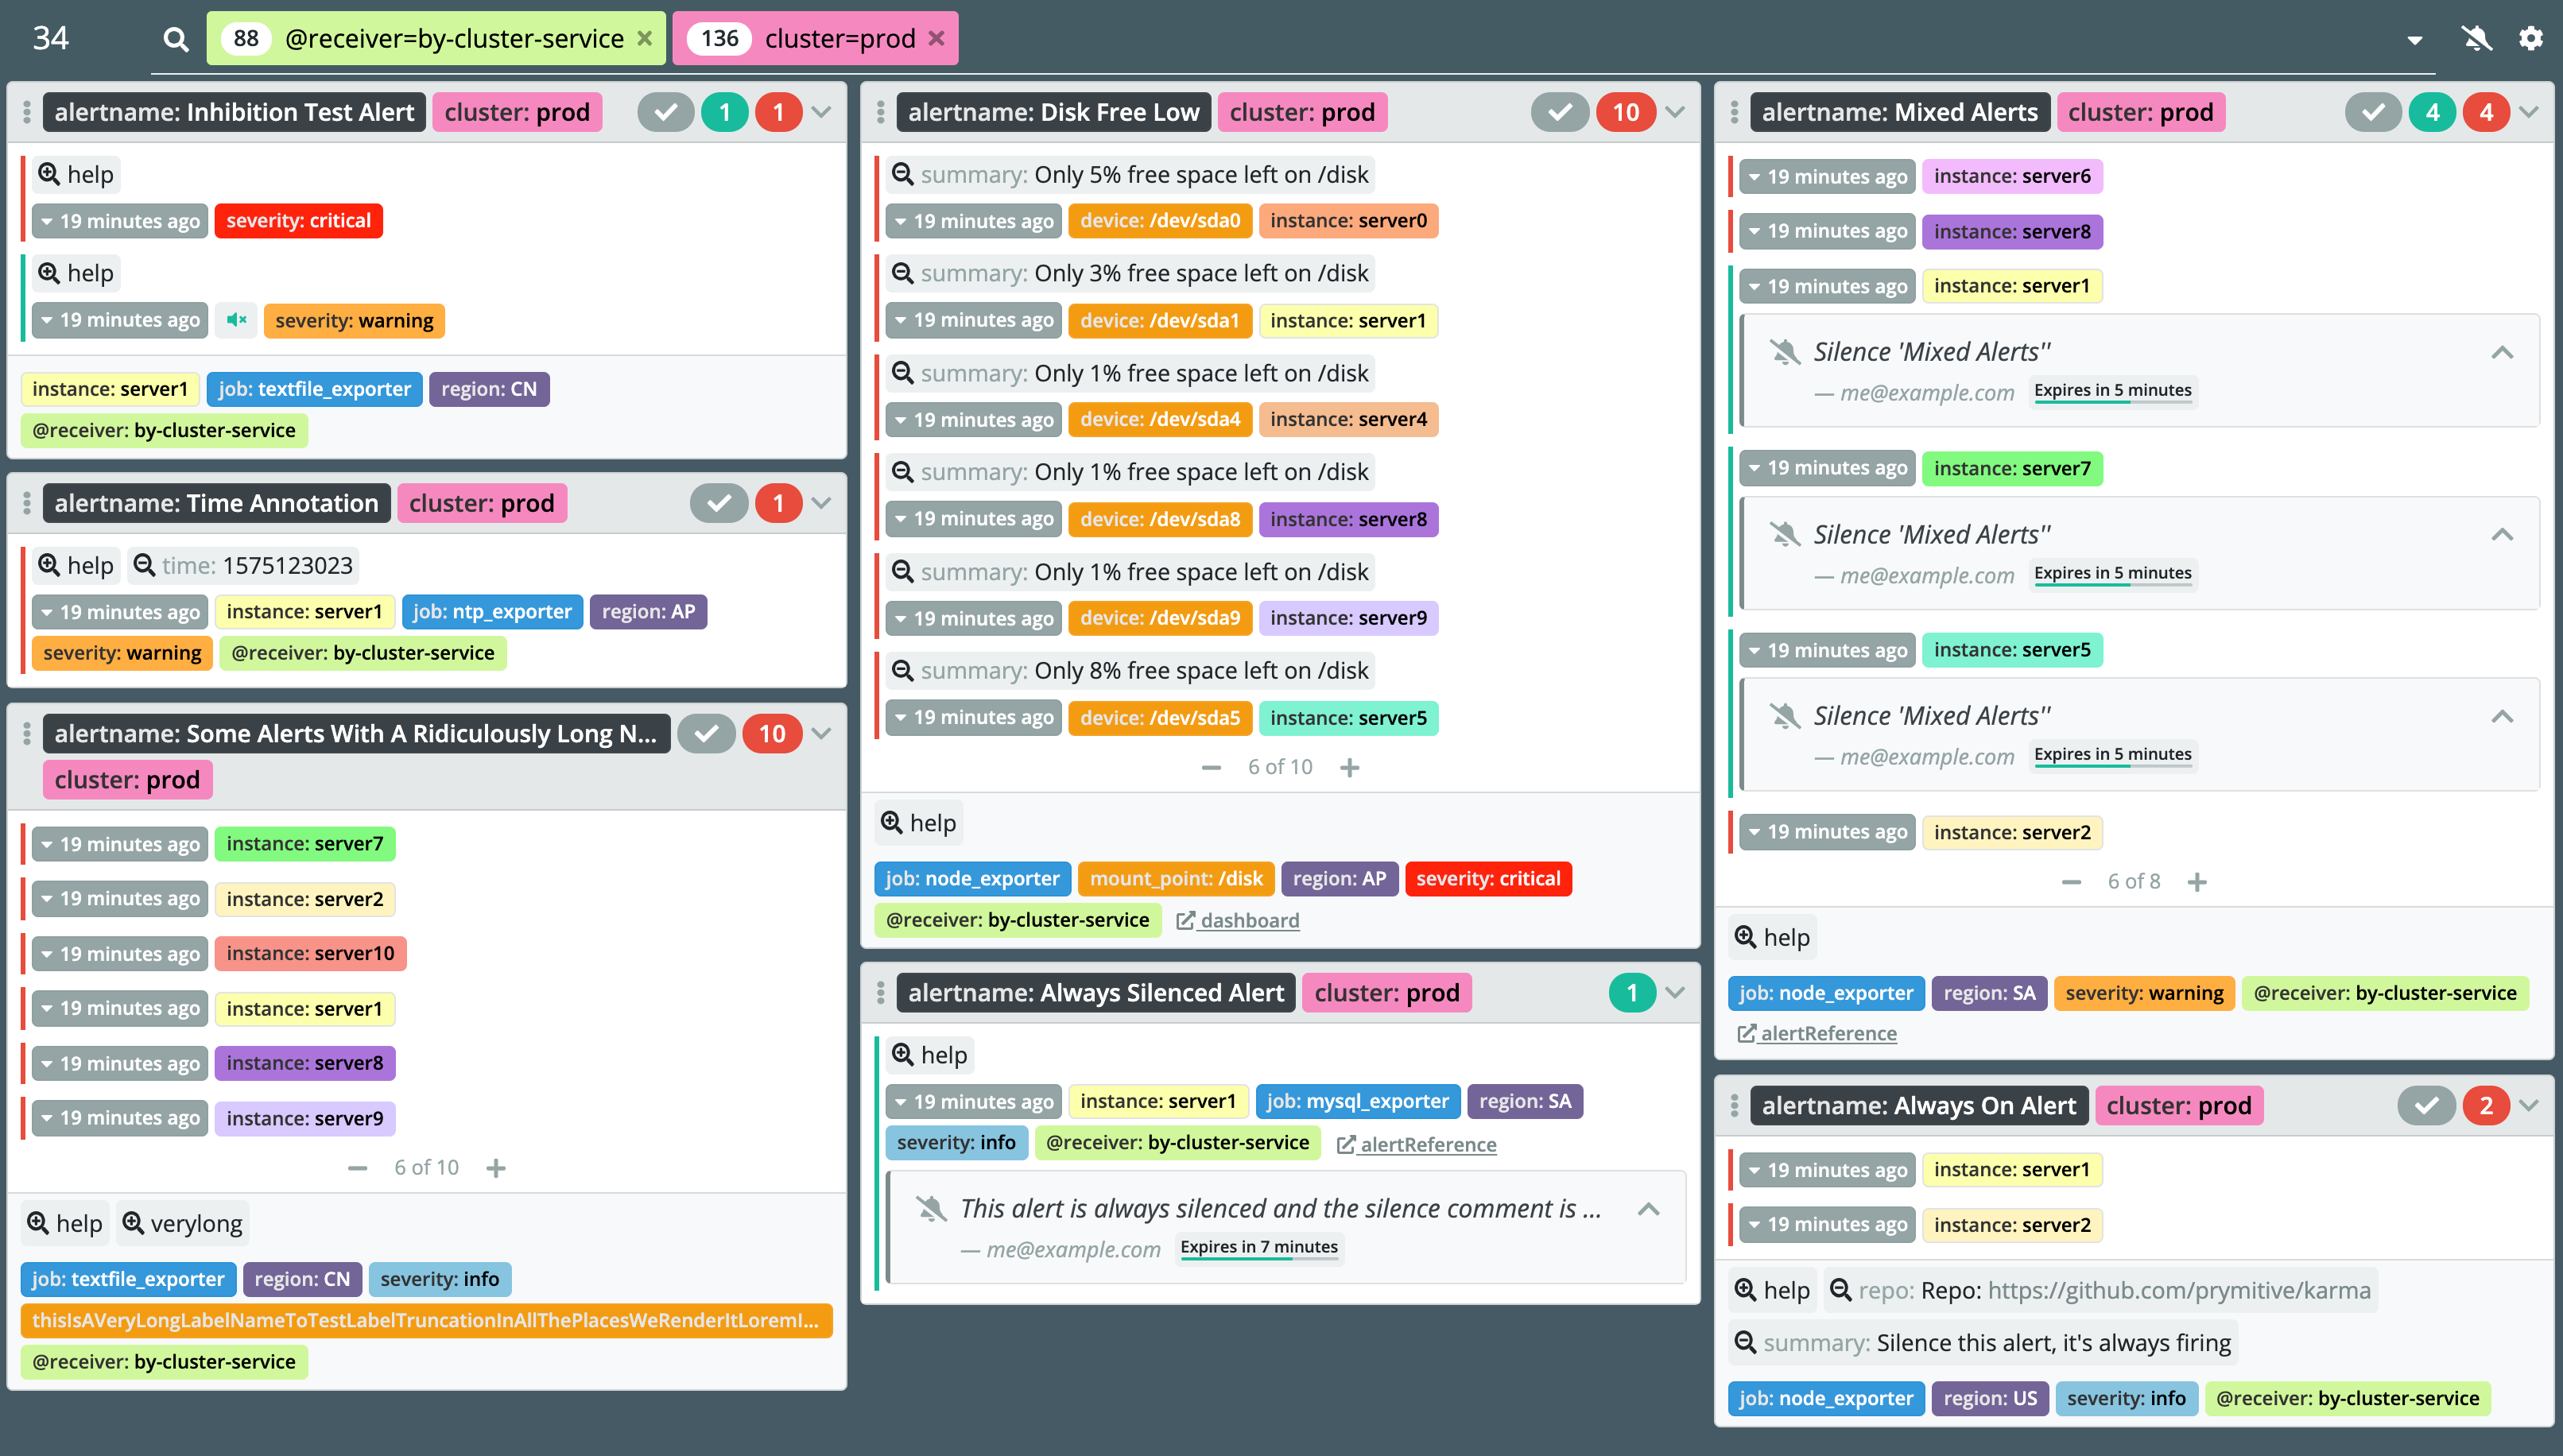 34 88 @receiver=by-cluster-service × 136 cluster=prod ×
alertname: Inhibition Test Alert cluster: prod 1 1
help
19 minutes ago severity: critical
help
19 minutes ago severity: warning
instance: server1 job: textfile_exporter region: CN
@receiver: by-cluster-service
alertname: Time Annotation cluster: prod 1
help time: 1575123023
19 minutes ago instance: server1 job: ntp_exporter region: AP
severity: warning @receiver: by-cluster-service
alertname: Some Alerts With A Ridiculously Long N... 10
cluster: prod
19 minutes ago instance: server7
19 minutes ago instance: server2
19 minutes ago instance: server10
19 minutes ago instance: server1
19 minutes ago instance: server8
19 minutes ago instance: server9
6 of 10
help verylong
job: textfile_exporter region: CN severity: info
thisIsAVeryLongLabelNameToTestLabelTruncationInAllThePlacesWeRenderItLoremI...
@receiver: by-cluster-service
alertname: Disk Free Low cluster: prod 10
summary: Only 5% free space left on /disk
19 minutes ago device: /dev/sda0 instance: server0
summary: Only 3% free space left on /disk
19 minutes ago device: /dev/sda1 instance: server1
summary: Only 1% free space left on /disk
19 minutes ago device: /dev/sda4 instance: server4
summary: Only 1% free space left on /disk
19 minutes ago device: /dev/sda8 instance: server8
summary: Only 1% free space left on /disk
19 minutes ago device: /dev/sda9 instance: server9
summary: Only 8% free space left on /disk
19 minutes ago device: /dev/sda5 instance: server5
6 of 10
help
job: node_exporter mount_point: /disk region: AP severity: critical
@receiver: by-cluster-service dashboard
alertname: Always Silenced Alert cluster: prod 1
help
19 minutes ago instance: server1 job: mysql_exporter region: SA
severity: info @receiver: by-cluster-service alertReference
This alert is always silenced and the silence comment is ...
— me@example.com Expires in 7 minutes
alertname: Mixed Alerts cluster: prod 4 4
19 minutes ago instance: server6
19 minutes ago instance: server8
19 minutes ago instance: server1
Silence 'Mixed Alerts''
— me@example.com Expires in 5 minutes
19 minutes ago instance: server7
Silence 'Mixed Alerts''
— me@example.com Expires in 5 minutes
19 minutes ago instance: server5
Silence 'Mixed Alerts''
— me@example.com Expires in 5 minutes
19 minutes ago instance: server2
6 of 8
help
job: node_exporter region: SA severity: warning @receiver: by-cluster-service
alertReference
alertname: Always On Alert cluster: prod 2
19 minutes ago instance: server1
19 minutes ago instance: server2
help repo: Repo: https://github.com/prymitive/karma
summary: Silence this alert, it's always firing
job: node_exporter region: US severity: info @receiver: by-cluster-service